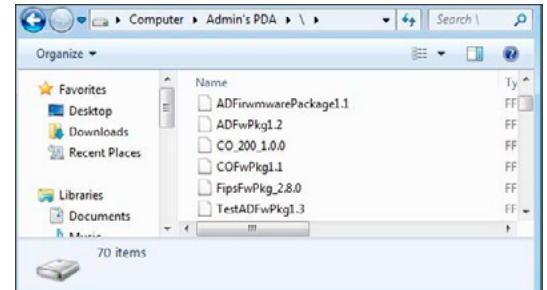 Computer ▸ Admin's PDA ▸ \ ▸
Search \
Organize
Favorites
Desktop
Downloads
Recent Places
Libraries
Documents
Music
Name
Ty
ADFirwmwarePackage1.1
FF
ADFwPkg1.2
FF
CO_200_1.0.0
FF
COFwPkg1.1
FF
FipsFwPkg_2.8.0
FF
TestADFwPkg1.3
FF
70 items